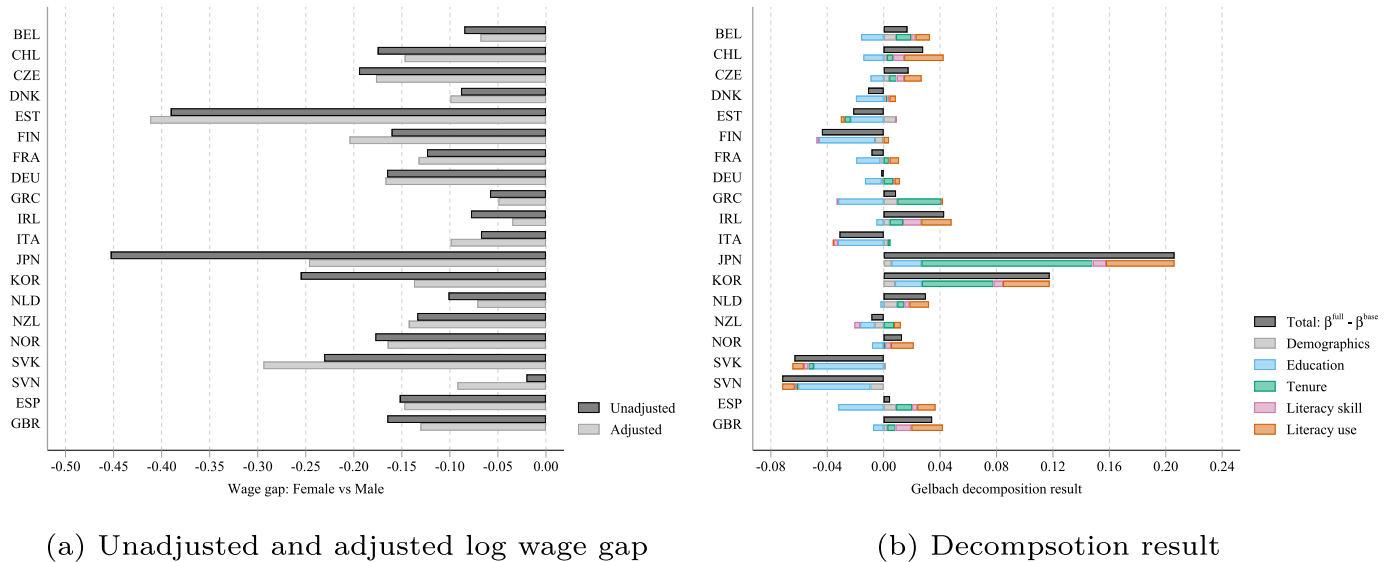 BEL
CHL
CZE
DNK
EST
FIN
FRA
DEU
GRC
IRL
ITA
JPN
KOR
NLD
NZL
NOR
SVK
SVN
ESP
GBR
Unadjusted
Adjusted
-0.50 -0.45 -0.40 -0.35 -0.30 -0.25 -0.20 -0.15 -0.10 -0.05 0.00
Wage gap: Female vs Male
(a) Unadjusted and adjusted log wage gap
BEL
CHL
CZE
DNK
EST
FIN
FRA
DEU
GRC
IRL
ITA
JPN
KOR
NLD
NZL
NOR
SVK
SVN
ESP
GBR
Total: β^full - β^base
Demographics
Education
Tenure
Literacy skill
Literacy use
-0.08 -0.04 0.00 0.04 0.08 0.12 0.16 0.20 0.24
Gelbach decomposition result
(b) Decompsotion result